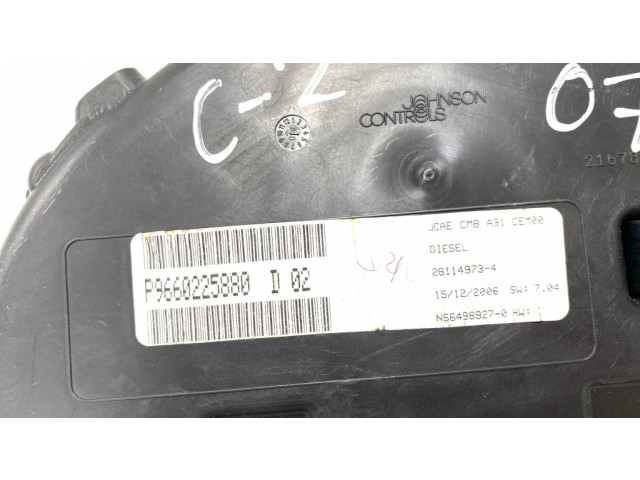 C-2
07
JOHNSON
CONTROLS
21678
JCAE CMB A31 CEM00
DIESEL
28114973-4
15/12/2006 SW: 7.04
NS6498927-0 HW:
P9660225880 D 02